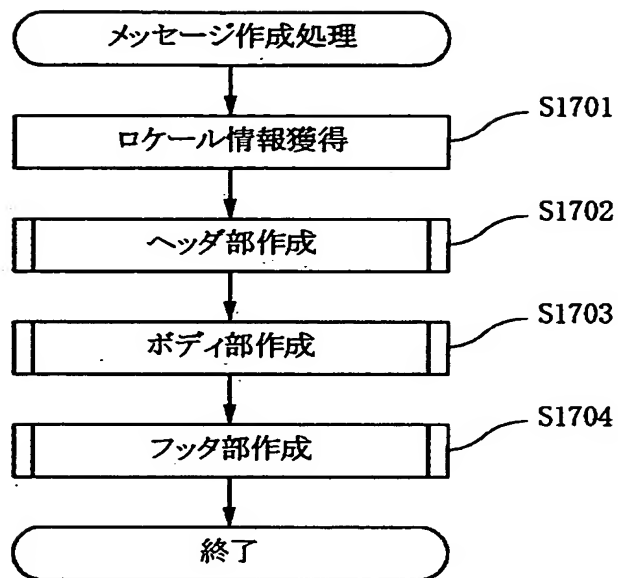 メッセージ作成処理
ロケール情報獲得
S1701
ヘッダ部作成
S1702
ボディ部作成
S1703
フッタ部作成
S1704
終了